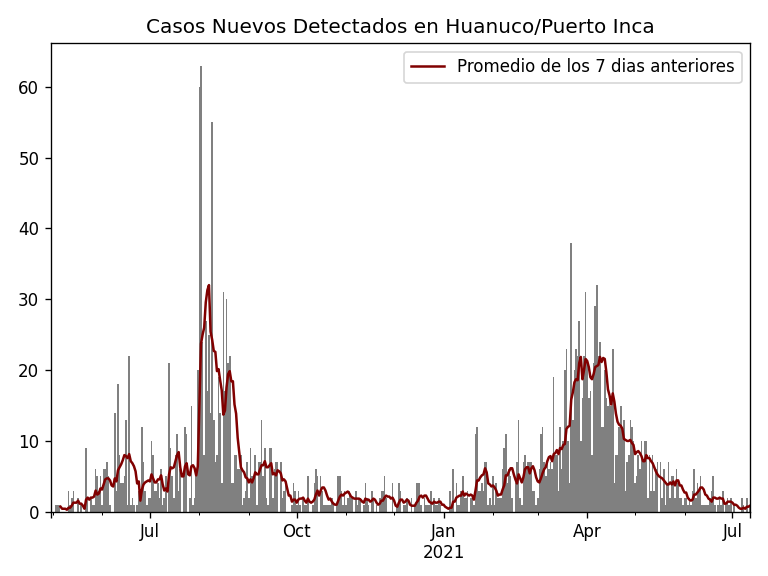 Casos Nuevos Detectados en Huanuco/Puerto Inca
Promedio de los 7 dias anteriores
60
50
40
30
20
10
0
Jul
Oct
Jan
2021
Apr
Jul